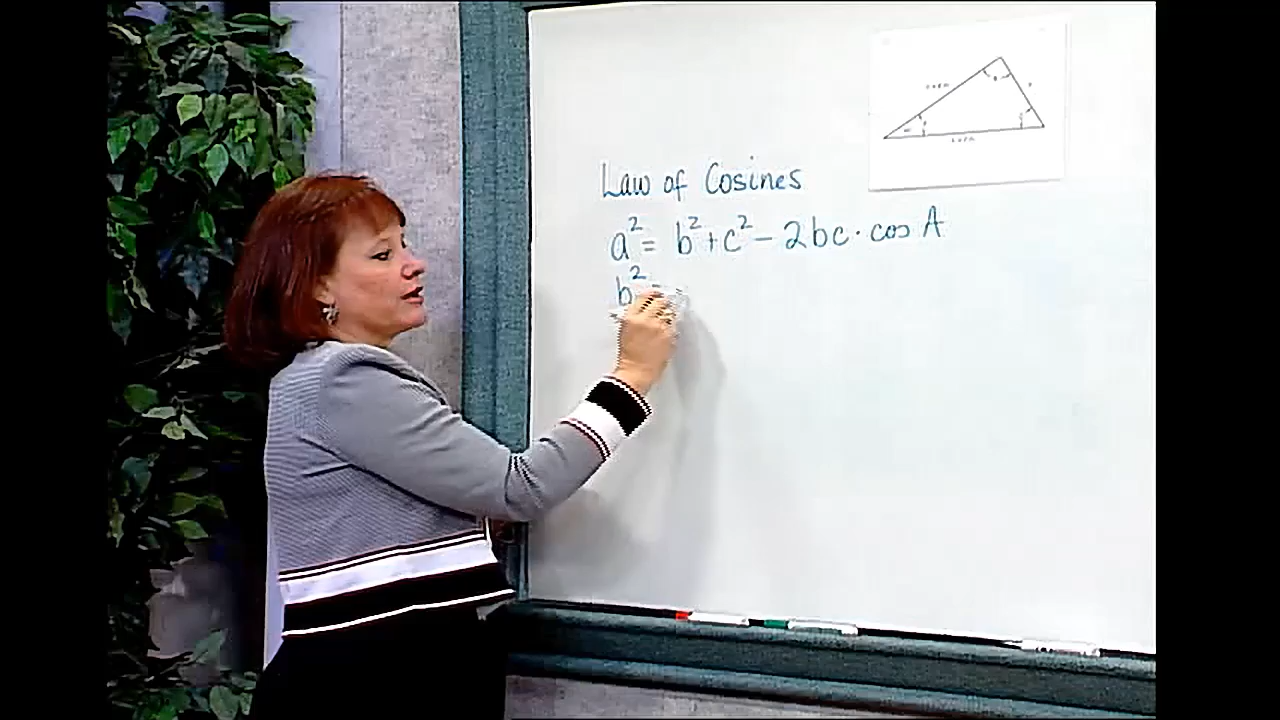 Law of Cosines
a² = b² + c² - 2bc · cos A
b² =